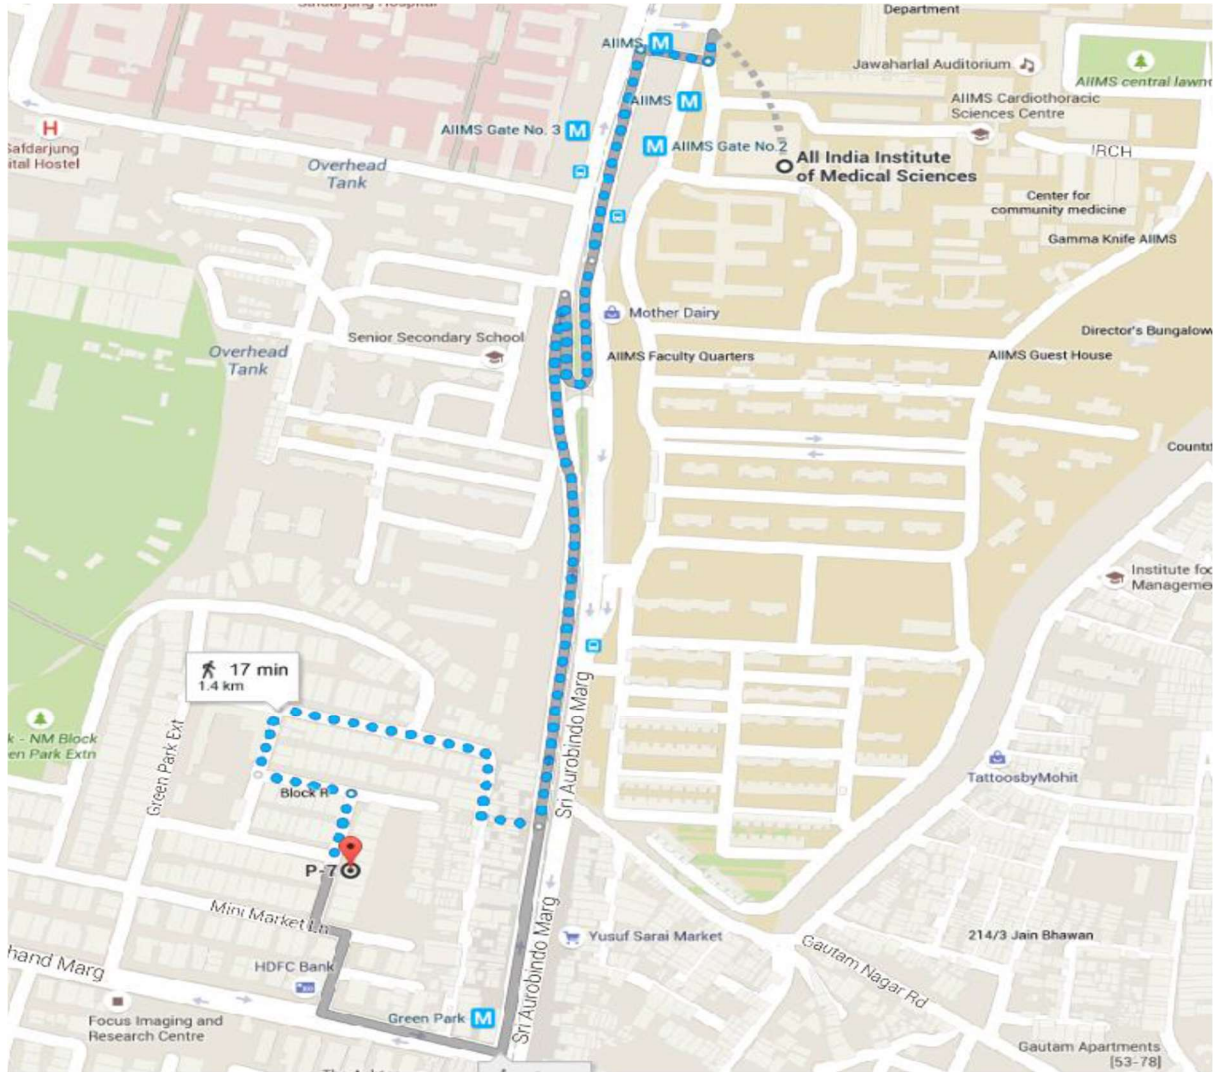 Safdarjung Hospital
Department
AIIMS M
Jawaharlal Auditorium
AIIMS central lawn
AIIMS M
AIIMS Cardiothoracic
Sciences Centre
AIIMS Gate No. 3 M
H
Safdarjung
ital Hostel
M AIIMS Gate No.2
IRCH
All India Institute
of Medical Sciences
Overhead
Tank
Center for
community medicine
Gamma Knife AIIMS
Mother Dairy
Senior Secondary School
Director's Bungalow
Overhead
Tank
AIIMS Faculty Quarters
AIIMS Guest House
Institute for
Manageme
17 min
1.4 km
Sri Aurobindo Marg
k - NM Block
en Park Extn
Green Park Ext
TattoosbyMohit
Block R
P-7
Mini Market Ln
Sri Aurobindo Marg
Yusuf Sarai Market
214/3 Jain Bhawan
hand Marg
HDFC Bank
Gautam Nagar Rd
Focus Imaging and
Research Centre
Green Park M
Gautam Apartments
[53-78]